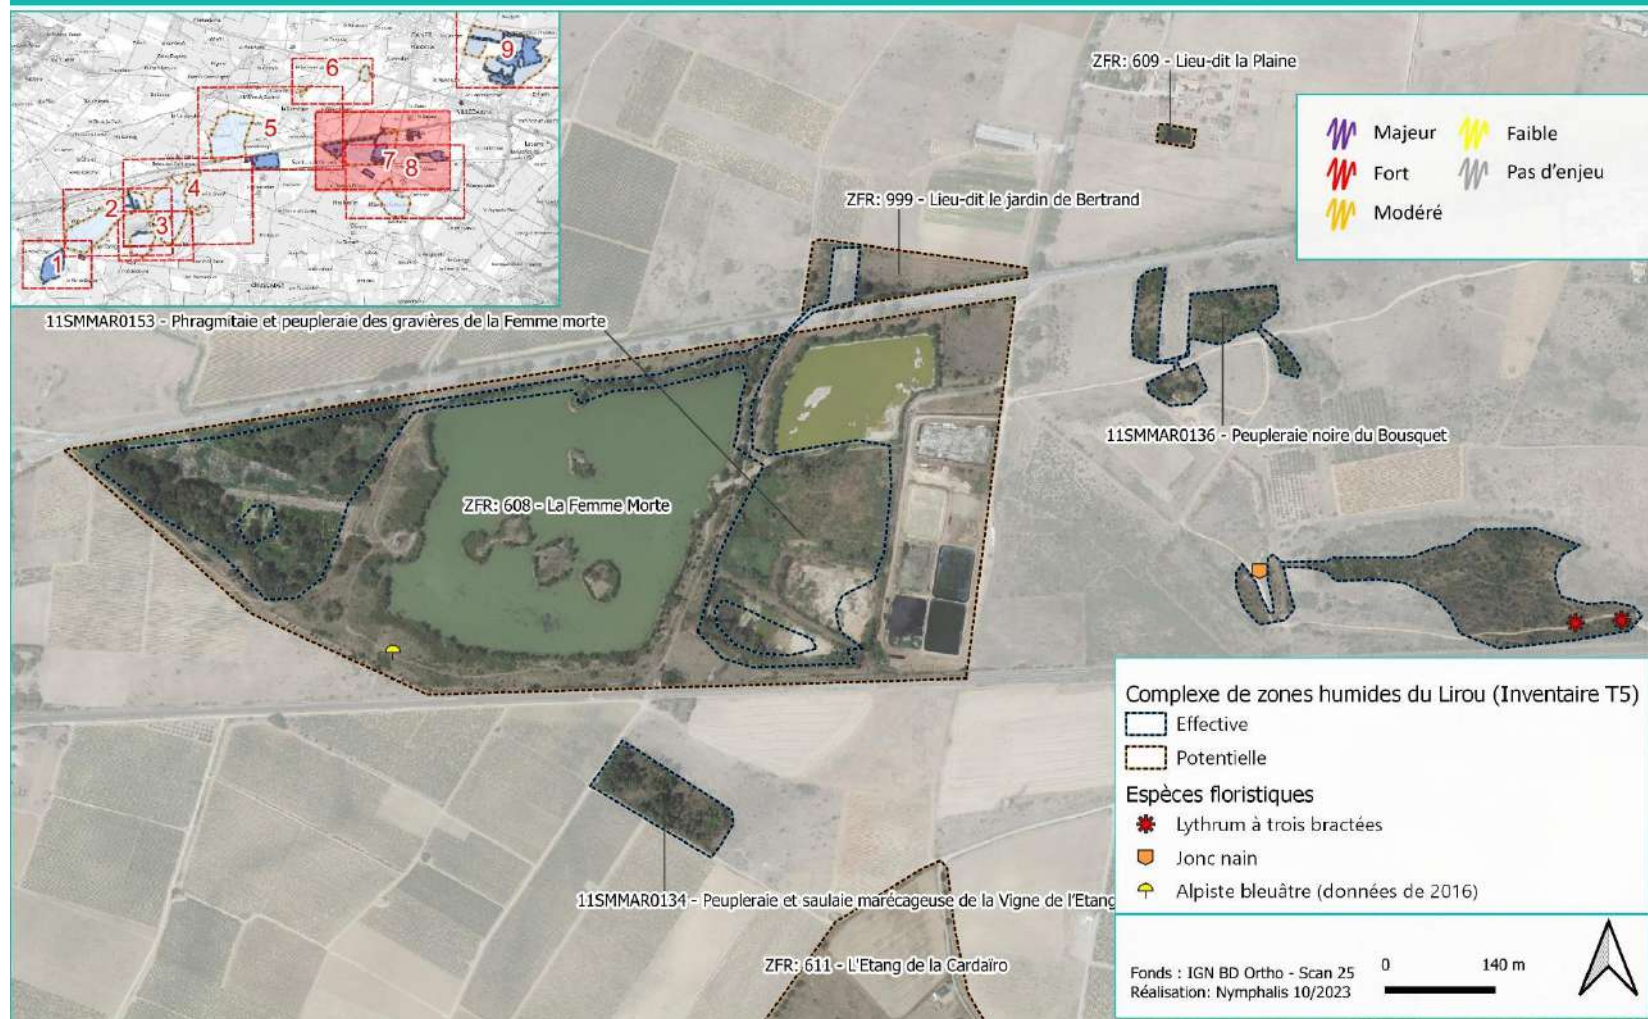 1
2
3
4
5
6
7
8
9
ZFR: 609 - Lieu-dit la Plaine
Majeur
Faible
Fort
Pas d'enjeu
Modéré
ZFR: 999 - Lieu-dit le jardin de Bertrand
11SMMAR0153 - Phragmitaie et peupleraie des gravières de la Femme morte
11SMMAR0136 - Peupleraie noire du Bousquet
ZFR: 608 - La Femme Morte
11SMMAR0134 - Peupleraie et saulaie marécageuse de la Vigne de l'Etang
ZFR: 611 - L'Etang de la Cardaïro
Complexe de zones humides du Lirou (Inventaire T5)
Effective
Potentielle
Espèces floristiques
Lythrum à trois bractées
Jonc nain
Alpiste bleuâtre (données de 2016)
Fonds : IGN BD Ortho - Scan 25
Réalisation: Nymphalis 10/2023
0 140 m